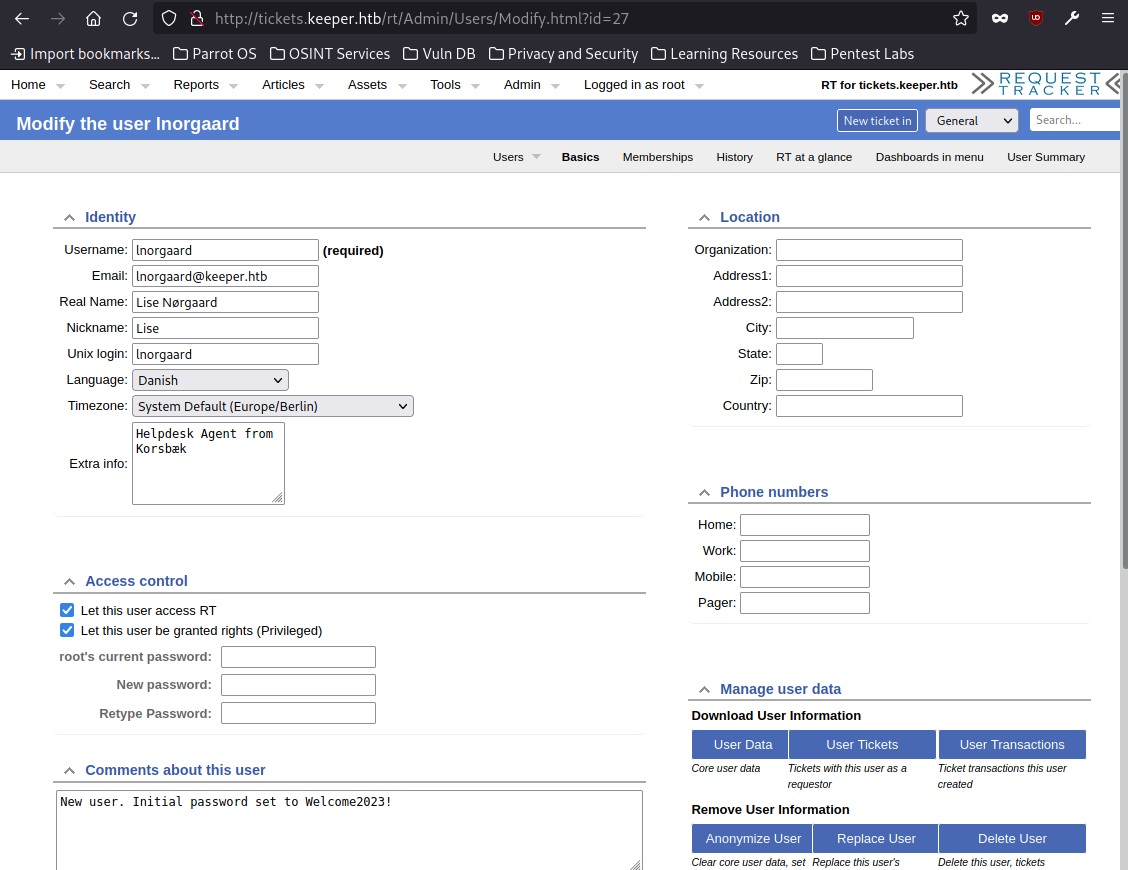 http://tickets.keeper.htb/rt/Admin/Users/Modify.html?id=27
Import bookmarks... Parrot OS OSINT Services Vuln DB Privacy and Security Learning Resources Pentest Labs
Home Search Reports Articles Assets Tools Admin Logged in as root RT for tickets.keeper.htb REQUEST TRACKER
Modify the user lnorgaard New ticket in General Search...
Users Basics Memberships History RT at a glance Dashboards in menu User Summary
Identity
Username: lnorgaard (required)
Email: lnorgaard@keeper.htb
Real Name: Lise Nørgaard
Nickname: Lise
Unix login: lnorgaard
Language: Danish
Timezone: System Default (Europe/Berlin)
Extra info: Helpdesk Agent from
Korsbæk
Access control
Let this user access RT
Let this user be granted rights (Privileged)
root's current password:
New password:
Retype Password:
Comments about this user
New user. Initial password set to Welcome2023!
Location
Organization:
Address1:
Address2:
City:
State:
Zip:
Country:
Phone numbers
Home:
Work:
Mobile:
Pager:
Manage user data
Download User Information
User Data User Tickets User Transactions
Core user data Tickets with this user as a requestor Ticket transactions this user created
Remove User Information
Anonymize User Replace User Delete User
Clear core user data, set Replace this user's Delete this user, tickets